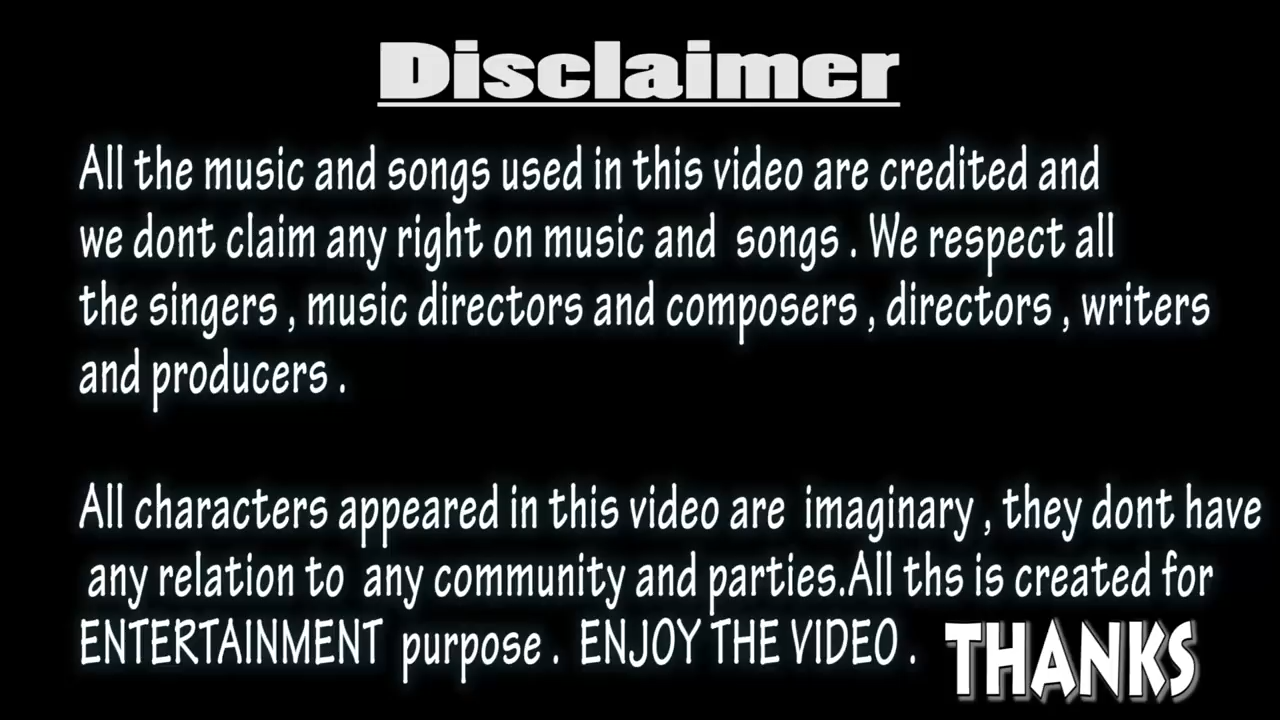 Disclaimer
All the music and songs used in this video are credited and
we dont claim any right on music and songs . We respect all
the singers , music directors and composers , directors , writers
and producers .
All characters appeared in this video are imaginary , they dont have
any relation to any community and parties.All ths is created for
ENTERTAINMENT purpose . ENJOY THE VIDEO . THANKS